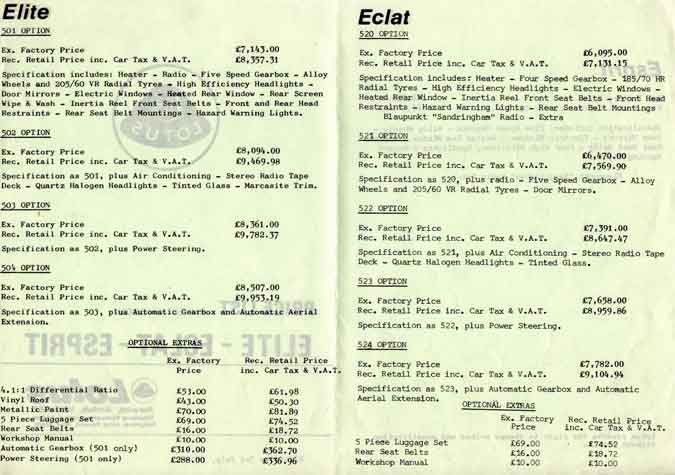 Elite
501 OPTION
Ex. Factory Price £7,143.00
Rec. Retail Price inc. Car Tax & V.A.T. £8,357.31
Specification includes: Heater - Radio - Five Speed Gearbox - Alloy
Wheels and 205/60 VR Radial Tyres - High Efficiency Headlights -
Door Mirrors - Electric Windows - Heated Rear Window - Rear Screen
Wipe & Wash - Inertia Reel Front Seat Belts - Front and Rear Head
Restraints - Rear Seat Belt Mountings - Hazard Warning Lights.
502 OPTION
Ex. Factory Price £8,094.00
Rec. Retail Price inc. Car Tax & V.A.T. £9,469.98
Specification as 501, plus Air Conditioning - Stereo Radio Tape
Deck - Quartz Halogen Headlights - Tinted Glass - Marcasite Trim.
503 OPTION
Ex. Factory Price £8,361.00
Rec. Retail Price inc. Car Tax & V.A.T. £9,782.37
Specification as 502, plus Power Steering.
504 OPTION
Ex. Factory Price £8,507.00
Rec. Retail Price inc. Car Tax & V.A.T. £9,953.19
Specification as 503, plus Automatic Gearbox and Automatic Aerial
Extension.
OPTIONAL EXTRAS
Ex. Factory Rec. Retail Price
Price inc. Car Tax & V.A.T.
4.1:1 Differential Ratio £53.00 £61.98
Vinyl Roof £43.00 £50.30
Metallic Paint £70.00 £81.89
5 Piece Luggage Set £69.00 £74.52
Rear Seat Belts £16.00 £18.72
Workshop Manual £10.00 £10.00
Automatic Gearbox (501 only) £310.00 £362.70
Power Steering (501 only) £288.00 £336.96
Eclat
520 OPTION
Ex. Factory Price £6,095.00
Rec. Retail Price inc. Car Tax & V.A.T. £7,131.15
Specification includes: Heater - Four Speed Gearbox - 185/70 HR
Radial Tyres - High Efficiency Headlights - Electric Windows -
Heated Rear Window - Inertia Reel Front Seat Belts - Front Head
Restraints - Hazard Warning Lights - Rear Seat Belt Mountings -
Blaupunkt "Sandringham" Radio - Extra
521 OPTION
Ex. Factory Price £6,470.00
Rec. Retail Price inc. Car Tax & V.A.T. £7,569.90
Specification as 520, plus radio - Five Speed Gearbox - Alloy
Wheels and 205/60 VR Radial Tyres - Door Mirrors.
522 OPTION
Ex. Factory Price £7,391.00
Rec. Retail Price inc. Car Tax & V.A.T. £8,647.47
Specification as 521, plus Air Conditioning - Stereo Radio Tape
Deck - Quartz Halogen Headlights - Tinted Glass.
523 OPTION
Ex. Factory Price £7,658.00
Rec. Retail Price inc. Car Tax & V.A.T. £8,959.86
Specification as 522, plus Power Steering.
524 OPTION
Ex. Factory Price £7,782.00
Rec. Retail Price inc. Car Tax & V.A.T. £9,104.94
Specification as 523, plus Automatic Gearbox and Automatic
Aerial Extension.
OPTIONAL EXTRAS
Ex. Factory Rec. Retail Price
Price inc. Car Tax & V.A.T.
5 Piece Luggage Set £69.00 £74.52
Rear Seat Belts £16.00 £18.72
Workshop Manual £10.00 £10.00
PRICE LIST
ELITE - ECLAT - ESPRIT
Esprit